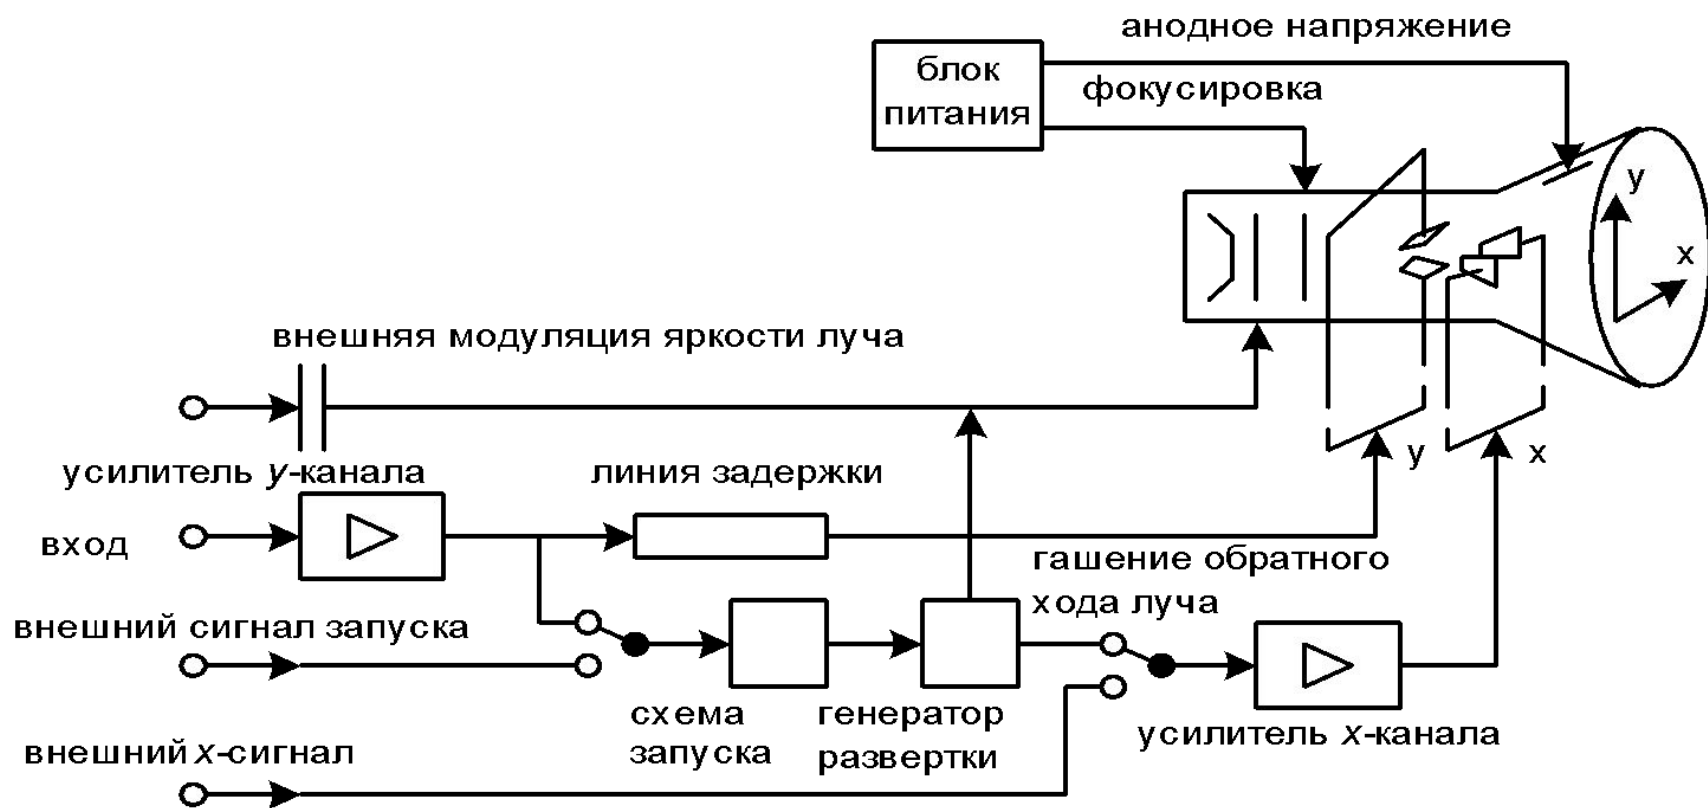 анодное напряжение
блок
питания
фокусировка
y
x
внешняя модуляция яркости луча
y
x
усилитель y-канала
линия задержки
вход
гашение обратного
хода луча
внешний сигнал запуска
схема
запуска
генератор
развертки
усилитель x-канала
внешний x-сигнал